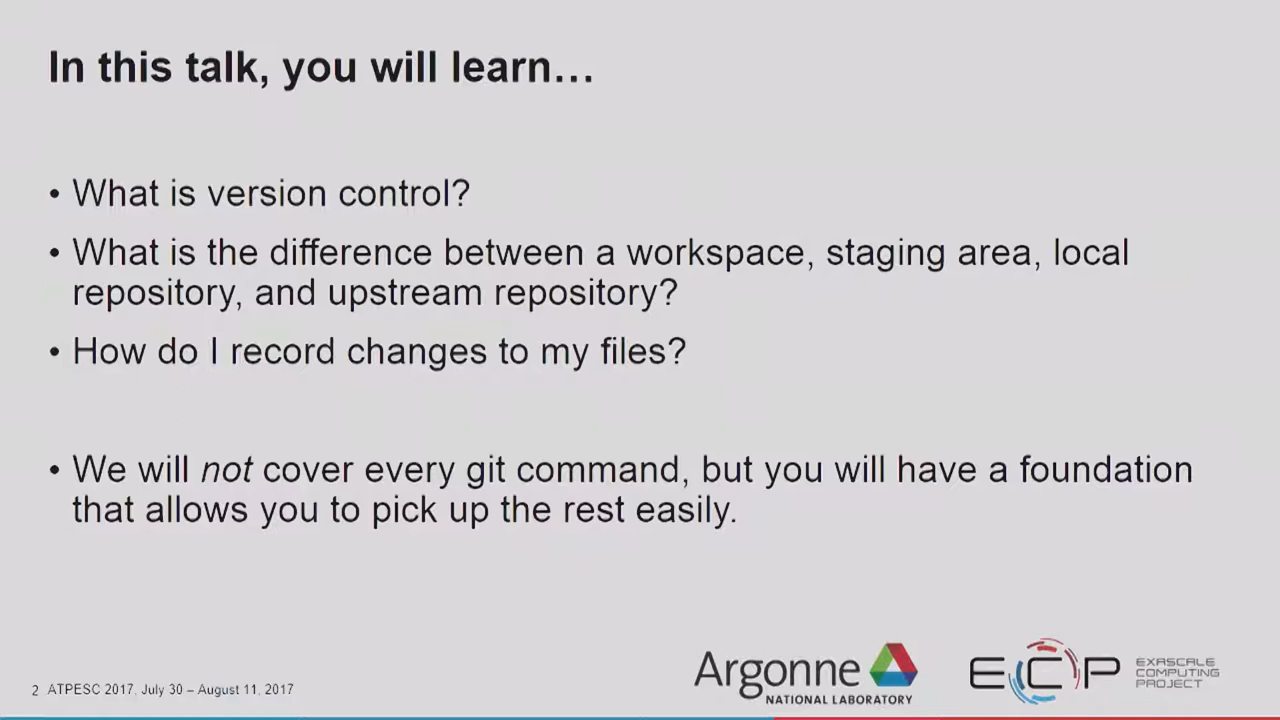 In this talk, you will learn…
• What is version control?
• What is the difference between a workspace, staging area, local
repository, and upstream repository?
• How do I record changes to my files?
• We will not cover every git command, but you will have a foundation
that allows you to pick up the rest easily.
2 ATPESC 2017, July 30 – August 11, 2017
Argonne
NATIONAL LABORATORY
ECP
EXASCALE
COMPUTING
PROJECT